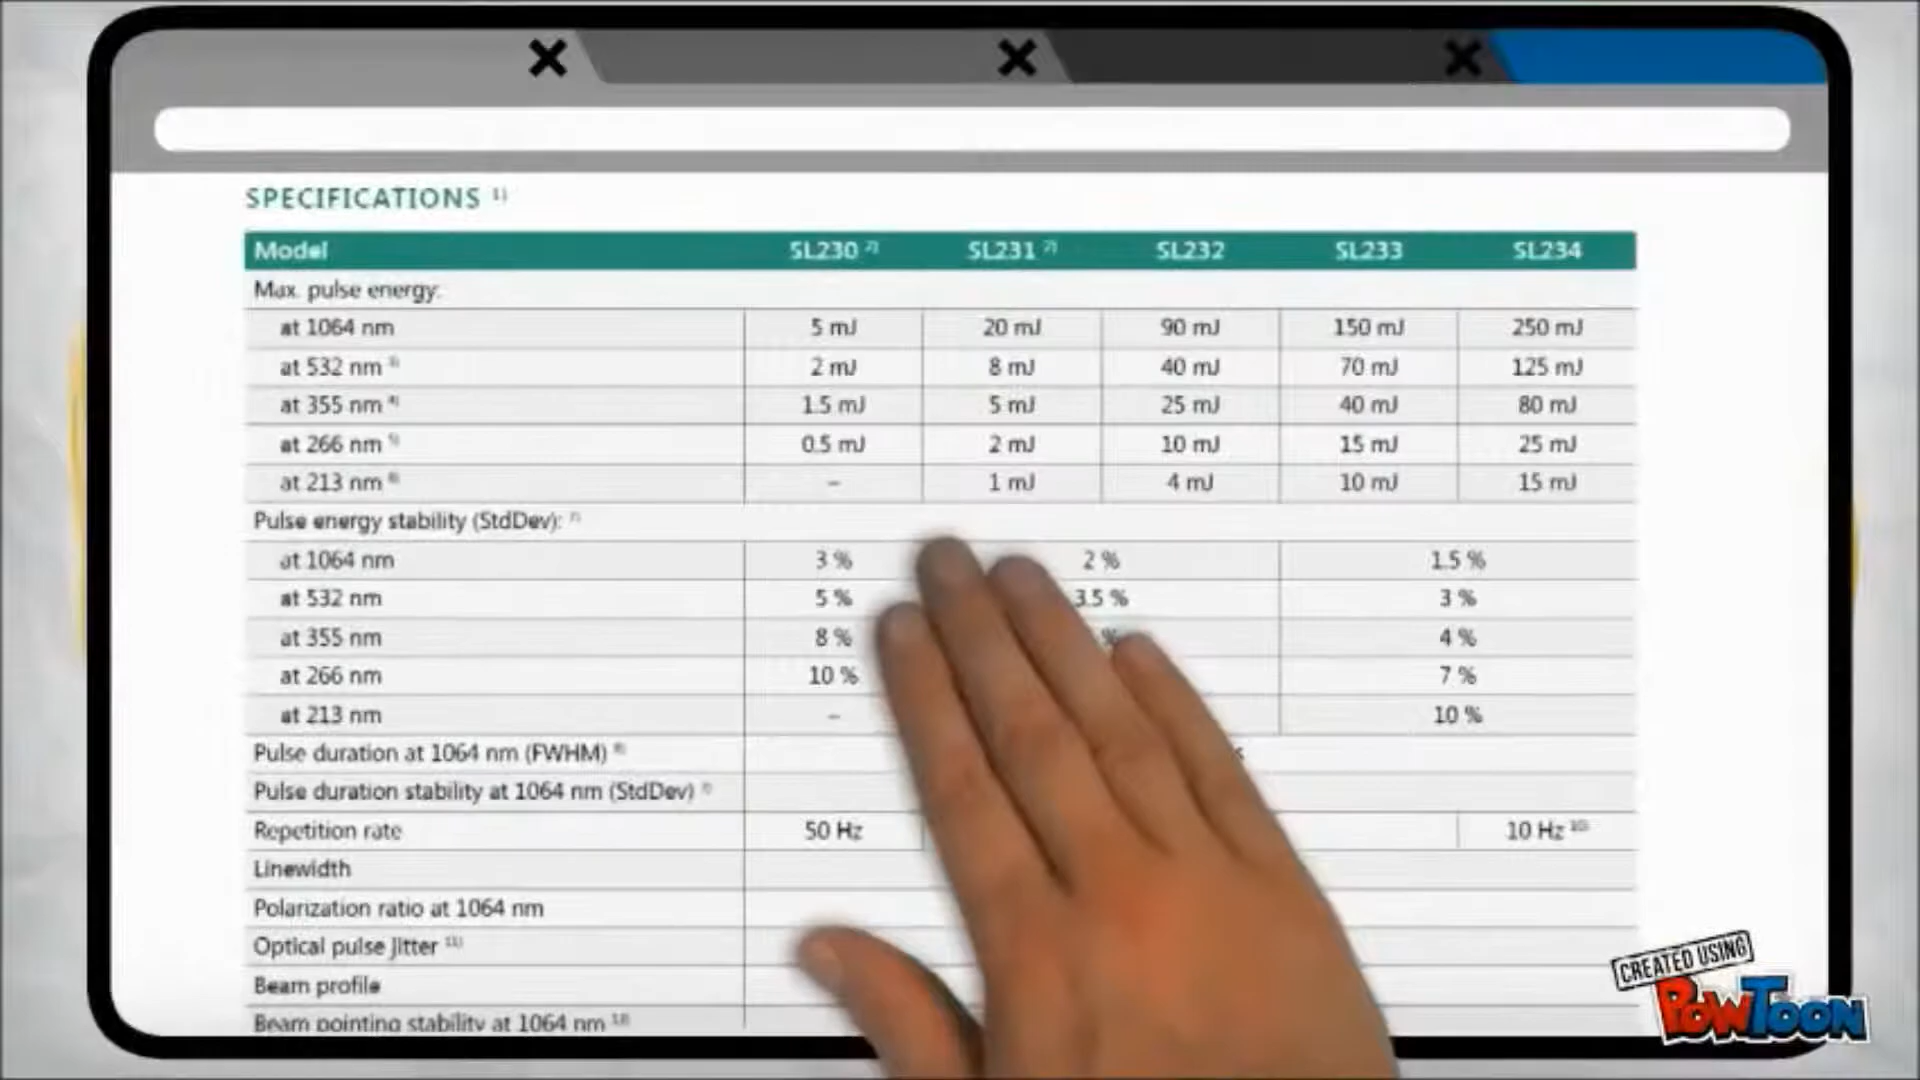 SPECIFICATIONS 1)
Model SL230 2) SL231 2) SL232 SL233 SL234
Max. pulse energy:
at 1064 nm 5 mJ 20 mJ 90 mJ 150 mJ 250 mJ
at 532 nm 3) 2 mJ 8 mJ 40 mJ 70 mJ 125 mJ
at 355 nm 4) 1.5 mJ 5 mJ 25 mJ 40 mJ 80 mJ
at 266 nm 5) 0.5 mJ 2 mJ 10 mJ 15 mJ 25 mJ
at 213 nm 6) – 1 mJ 4 mJ 10 mJ 15 mJ
Pulse energy stability (StdDev): 7)
at 1064 nm 3 % 2 % 1.5 %
at 532 nm 5 % 3.5 % 3 %
at 355 nm 8 % % 4 %
at 266 nm 10 % 7 %
at 213 nm – 10 %
Pulse duration at 1064 nm (FWHM) 8)
Pulse duration stability at 1064 nm (StdDev) 9)
Repetition rate 50 Hz 10 Hz 10)
Linewidth
Polarization ratio at 1064 nm
Optical pulse jitter 11)
Beam profile
Beam pointing stability at 1064 nm 12)
CREATED USING
POWTOON